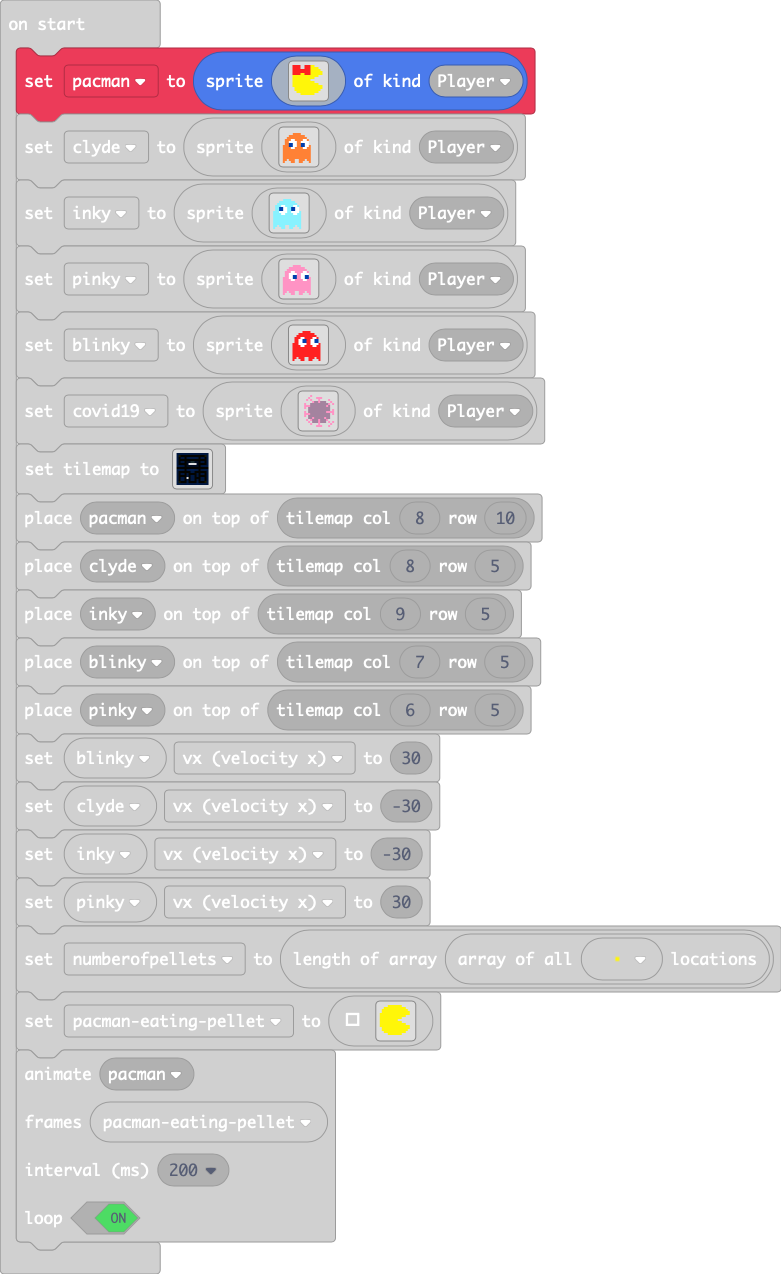 on start
set pacman to sprite of kind Player
set clyde to sprite of kind Player
set inky to sprite of kind Player
set pinky to sprite of kind Player
set blinky to sprite of kind Player
set covid19 to sprite of kind Player
set tilemap to
place pacman on top of tilemap col 8 row 10
place clyde on top of tilemap col 8 row 5
place inky on top of tilemap col 9 row 5
place blinky on top of tilemap col 7 row 5
place pinky on top of tilemap col 6 row 5
set blinky vx (velocity x) to 30
set clyde vx (velocity x) to -30
set inky vx (velocity x) to -30
set pinky vx (velocity x) to 30
set numberofpellets to length of array array of all locations
set pacman-eating-pellet to
animate pacman
frames pacman-eating-pellet
interval (ms) 200
loop ON